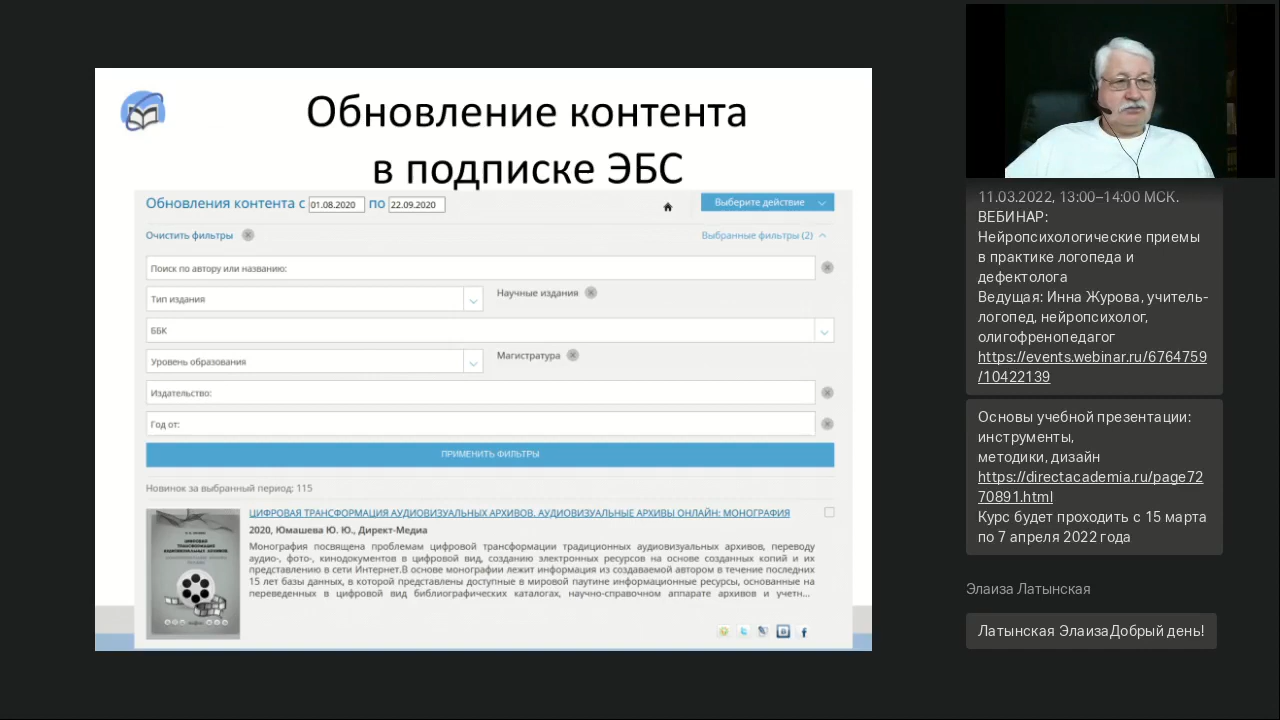 Обновление контента
в подписке ЭБС
Обновления контента с 01.08.2020 по 22.09.2020
Выберите действие
Очистить фильтры
Выбранные фильтры (2)
Поиск по автору или названию:
Тип издания
Научные издания
ББК
Уровень образования
Магистратура
Издательство:
Год от:
ПРИМЕНИТЬ ФИЛЬТРЫ
Новинок за выбранный период: 115
ЦИФРОВАЯ ТРАНСФОРМАЦИЯ АУДИОВИЗУАЛЬНЫХ АРХИВОВ. АУДИОВИЗУАЛЬНЫЕ АРХИВЫ ОНЛАЙН: МОНОГРАФИЯ
2020, Юмашева Ю. Ю., Директ-Медиа
Монография посвящена проблемам цифровой трансформации традиционных аудиовизуальных архивов, переводу
аудио-, фото-, кинодокументов в цифровой вид, созданию электронных ресурсов на основе созданных копий и их
представлению в сети Интернет.В основе монографии лежит информация из создаваемой автором в течение последних
15 лет базы данных, в которой представлены доступные в мировой паутине информационные ресурсы, основанные на
переведенных в цифровой вид библиографических каталогах, научно-справочном аппарате архивов и учетн...
ЦИФРОВАЯ
ТРАНСФОРМАЦИЯ
АУДИОВИЗУАЛЬНЫХ АРХИВОВ
11.03.2022, 13:00–14:00 МСК.
ВЕБИНАР:
Нейропсихологические приемы
в практике логопеда и
дефектолога
Ведущая: Инна Журова, учитель-
логопед, нейропсихолог,
олигофренопедагог
https://events.webinar.ru/6764759
/10422139
Основы учебной презентации:
инструменты,
методики, дизайн
https://directacademia.ru/page72
70891.html
Курс будет проходить с 15 марта
по 7 апреля 2022 года
Элаиза Латынская
Латынская ЭлаизаДобрый день!